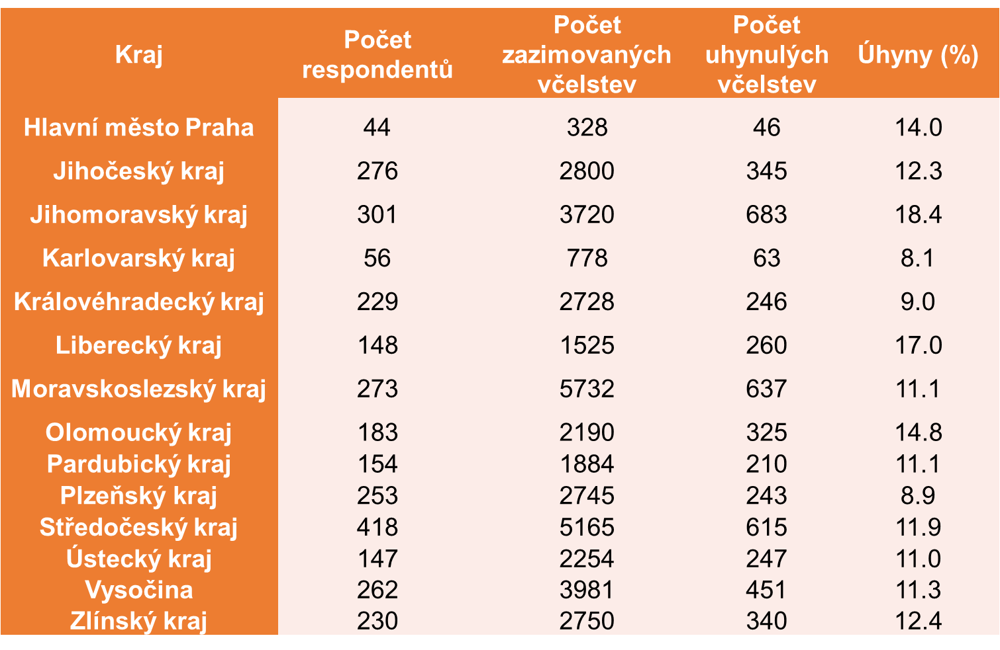 Kraj Počet respondentů Počet zazimovaných včelstev Počet uhynulých včelstev Úhyny (%)
Hlavní město Praha 44 328 46 14.0
Jihočeský kraj 276 2800 345 12.3
Jihomoravský kraj 301 3720 683 18.4
Karlovarský kraj 56 778 63 8.1
Královéhradecký kraj 229 2728 246 9.0
Liberecký kraj 148 1525 260 17.0
Moravskoslezský kraj 273 5732 637 11.1
Olomoucký kraj 183 2190 325 14.8
Pardubický kraj 154 1884 210 11.1
Plzeňský kraj 253 2745 243 8.9
Středočeský kraj 418 5165 615 11.9
Ústecký kraj 147 2254 247 11.0
Vysočina 262 3981 451 11.3
Zlínský kraj 230 2750 340 12.4